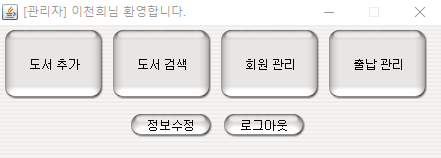 [관리자] 이천희님 환영합니다.
도서 추가 도서 검색 회원 관리 출납 관리
정보수정 로그아웃